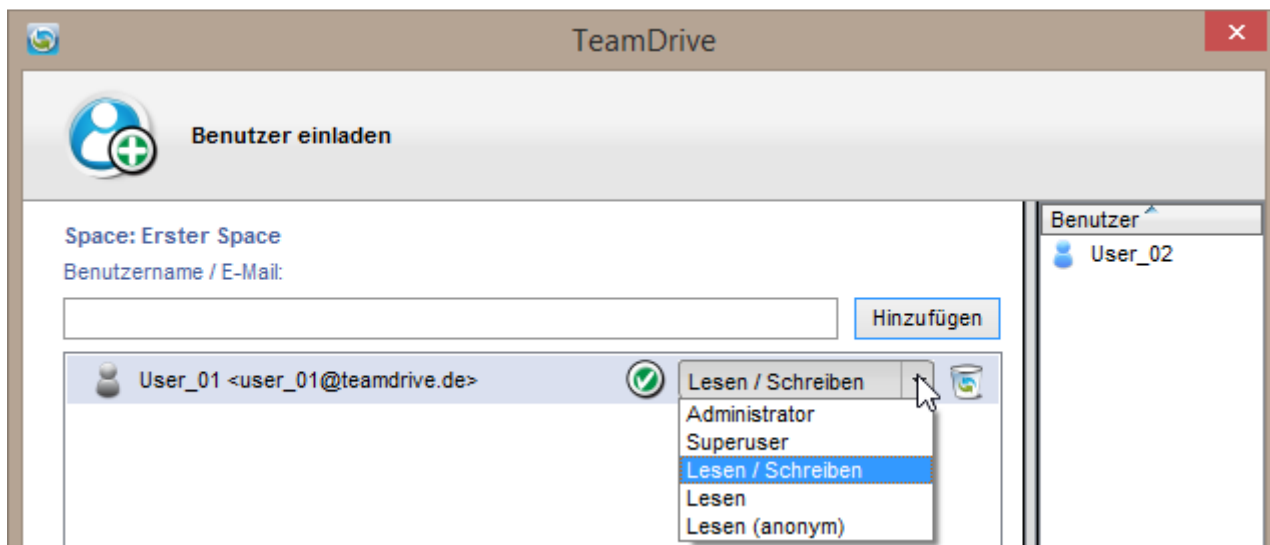 TeamDrive
×
Benutzer einladen
Space: Erster Space
Benutzername / E-Mail:
Hinzufügen
User_01 <user_01@teamdrive.de>
Lesen / Schreiben
Administrator
Superuser
Lesen / Schreiben
Lesen
Lesen (anonym)
Benutzer
User_02